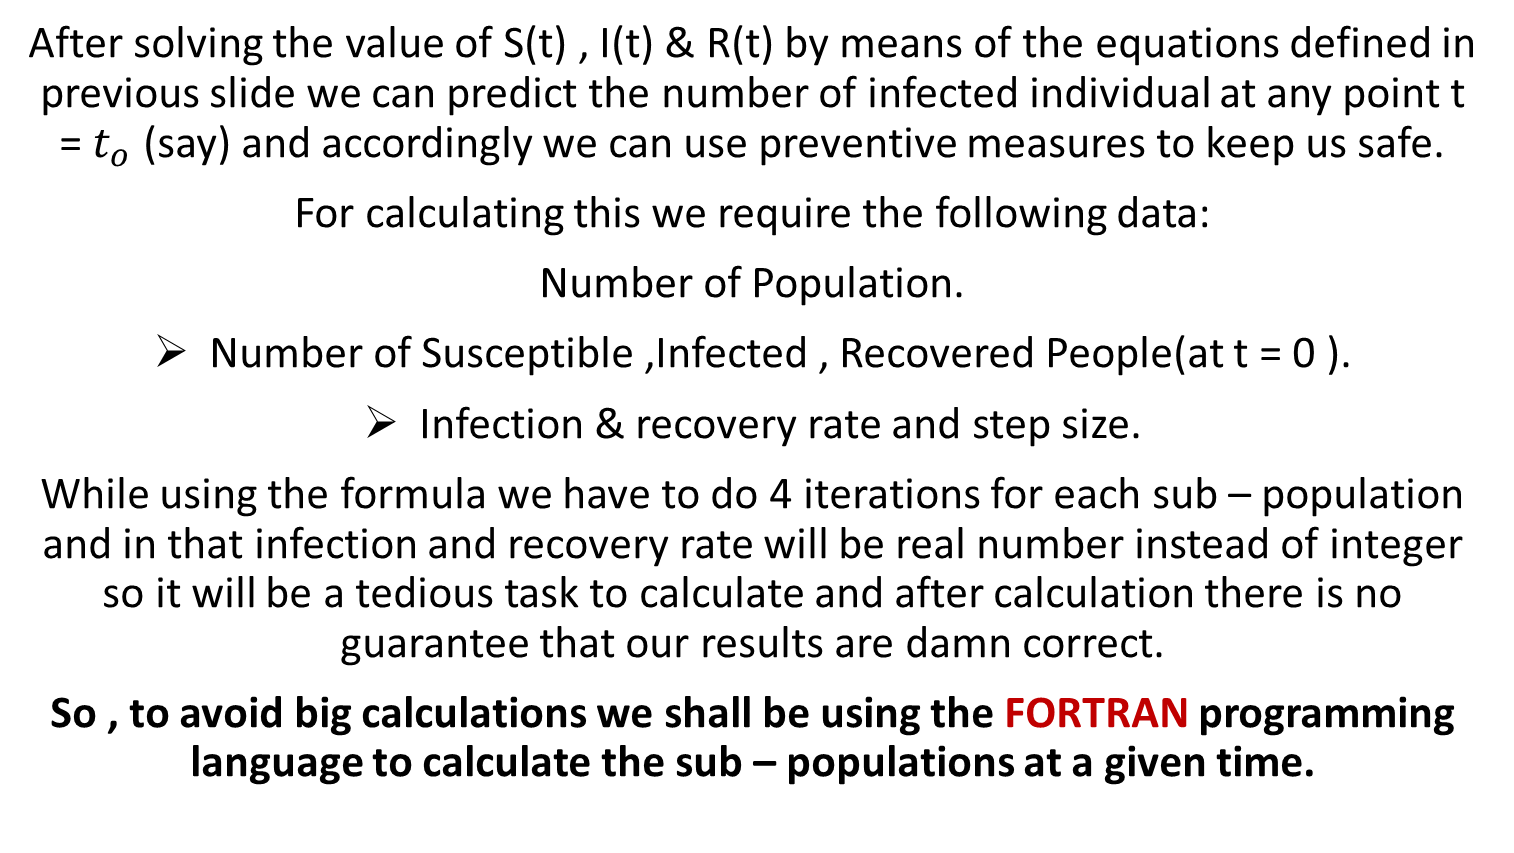 After solving the value of S(t) , I(t) & R(t) by means of the equations defined in
previous slide we can predict the number of infected individual at any point t
= t₀ (say) and accordingly we can use preventive measures to keep us safe.
For calculating this we require the following data:
Number of Population.
➢ Number of Susceptible ,Infected , Recovered People(at t = 0 ).
➢ Infection & recovery rate and step size.
While using the formula we have to do 4 iterations for each sub – population
and in that infection and recovery rate will be real number instead of integer
so it will be a tedious task to calculate and after calculation there is no
guarantee that our results are damn correct.
So , to avoid big calculations we shall be using the FORTRAN programming
language to calculate the sub – populations at a given time.